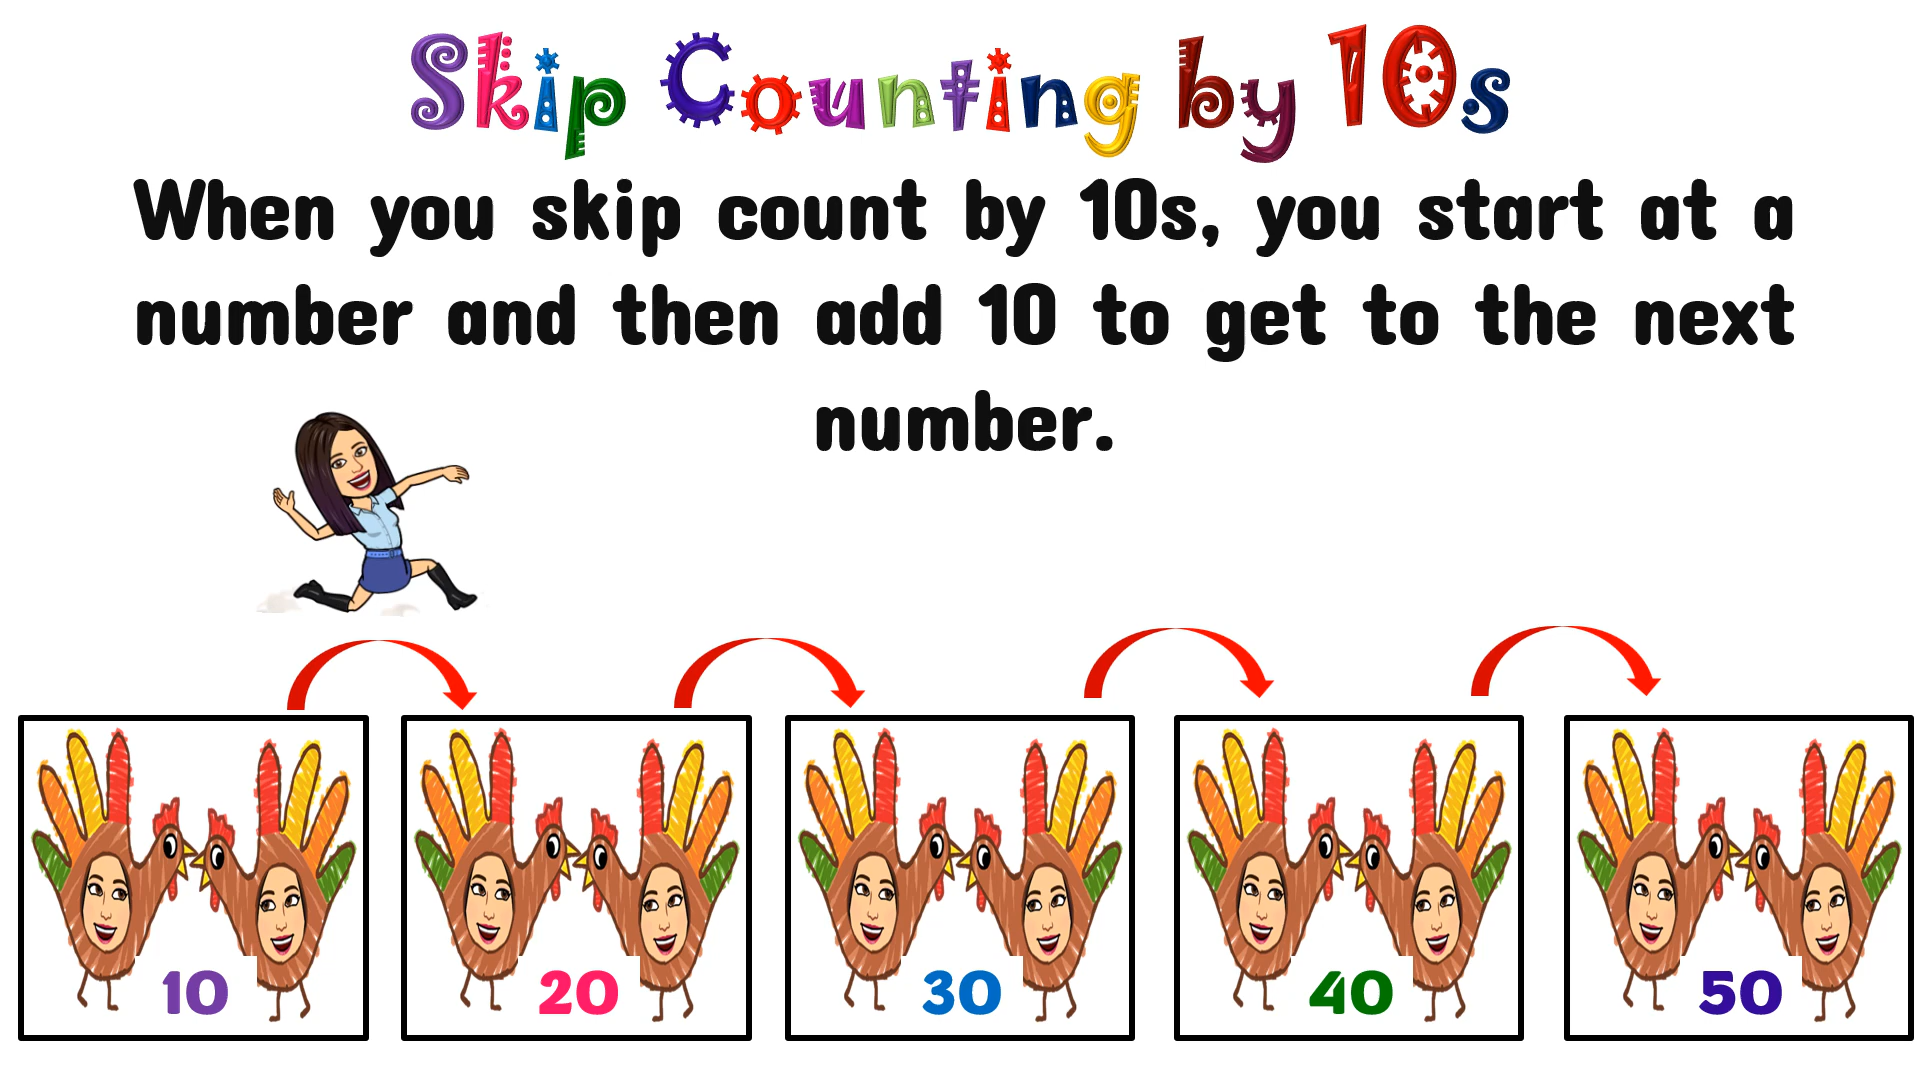 Skip Counting by 10s
When you skip count by 10s, you start at a
number and then add 10 to get to the next
number.
10 20 30 40 50